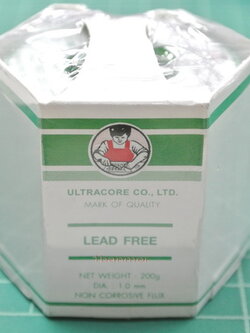 ULTRACORE CO., LTD.
MARK OF QUALITY
LEAD FREE
NET WEIGHT : 200g
DIA. : 1.0 mm
NON CORROSIVE FLUX